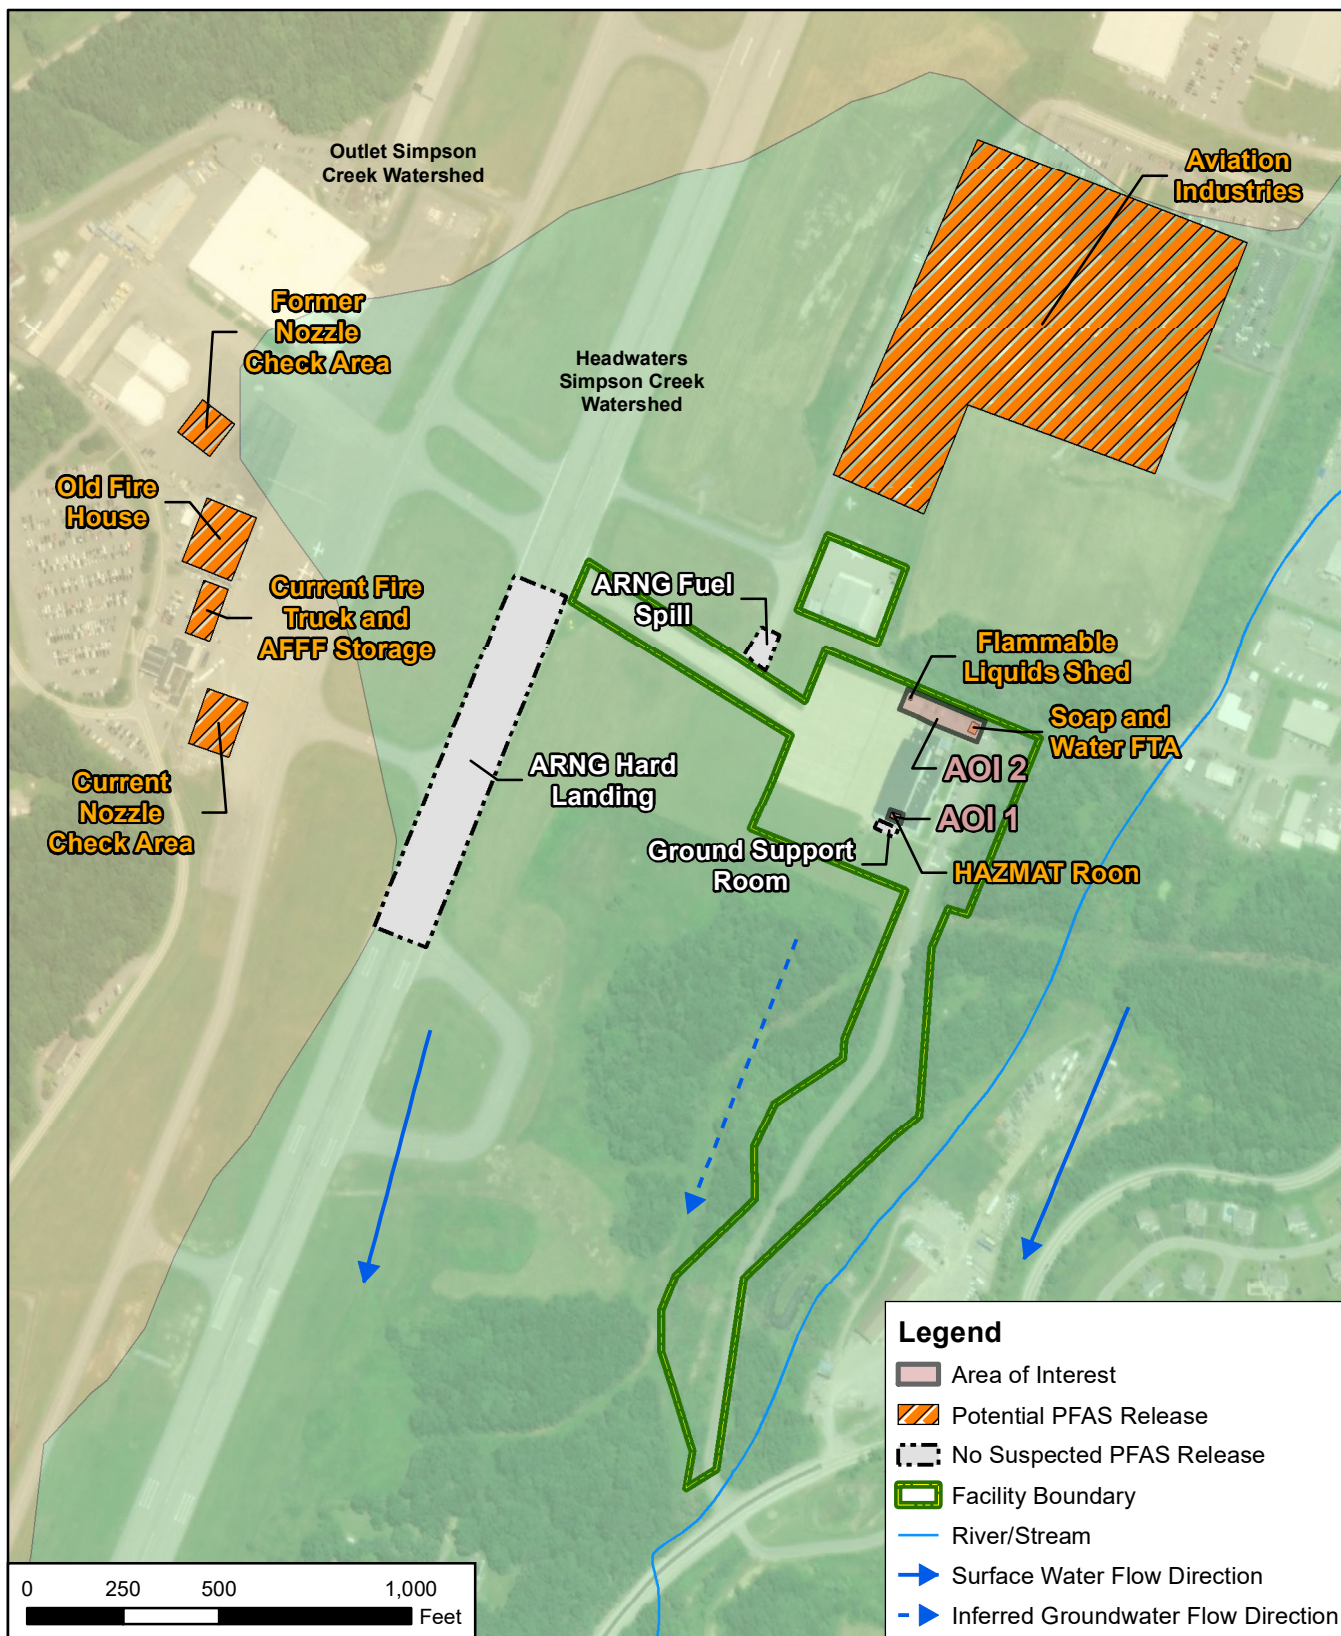 Outlet Simpson
Creek Watershed
Aviation
Industries
Former
Nozzle
Check Area
Headwaters
Simpson Creek
Watershed
Old Fire
House
Current Fire
Truck and
AFFF Storage
ARNG Fuel
Spill
Flammable
Liquids Shed
Soap and
Water FTA
AOI 2
ARNG Hard
Landing
Current
Nozzle
Check Area
AOI 1
Ground Support
Room
HAZMAT Roon
Legend
Area of Interest
Potential PFAS Release
No Suspected PFAS Release
Facility Boundary
River/Stream
Surface Water Flow Direction
Inferred Groundwater Flow Direction
0 250 500 1,000
Feet